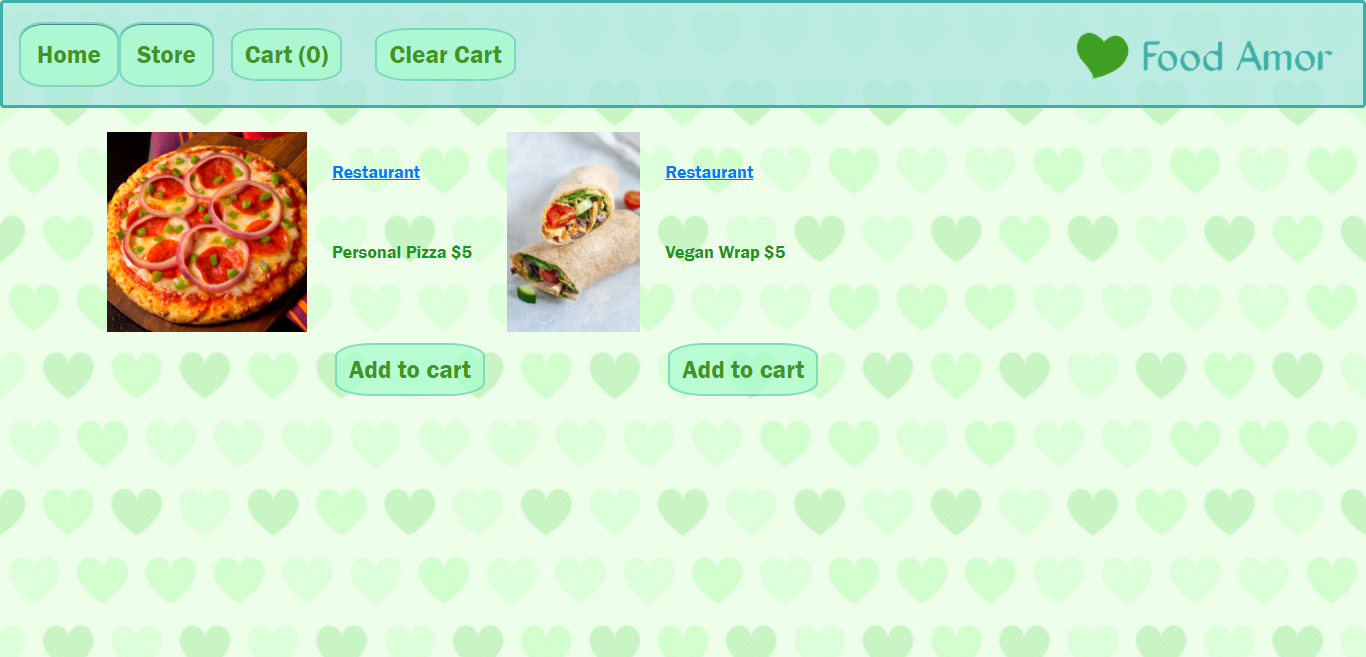 Home Store Cart (0) Clear Cart Food Amor
Restaurant
Personal Pizza $5
Add to cart
Restaurant
Vegan Wrap $5
Add to cart